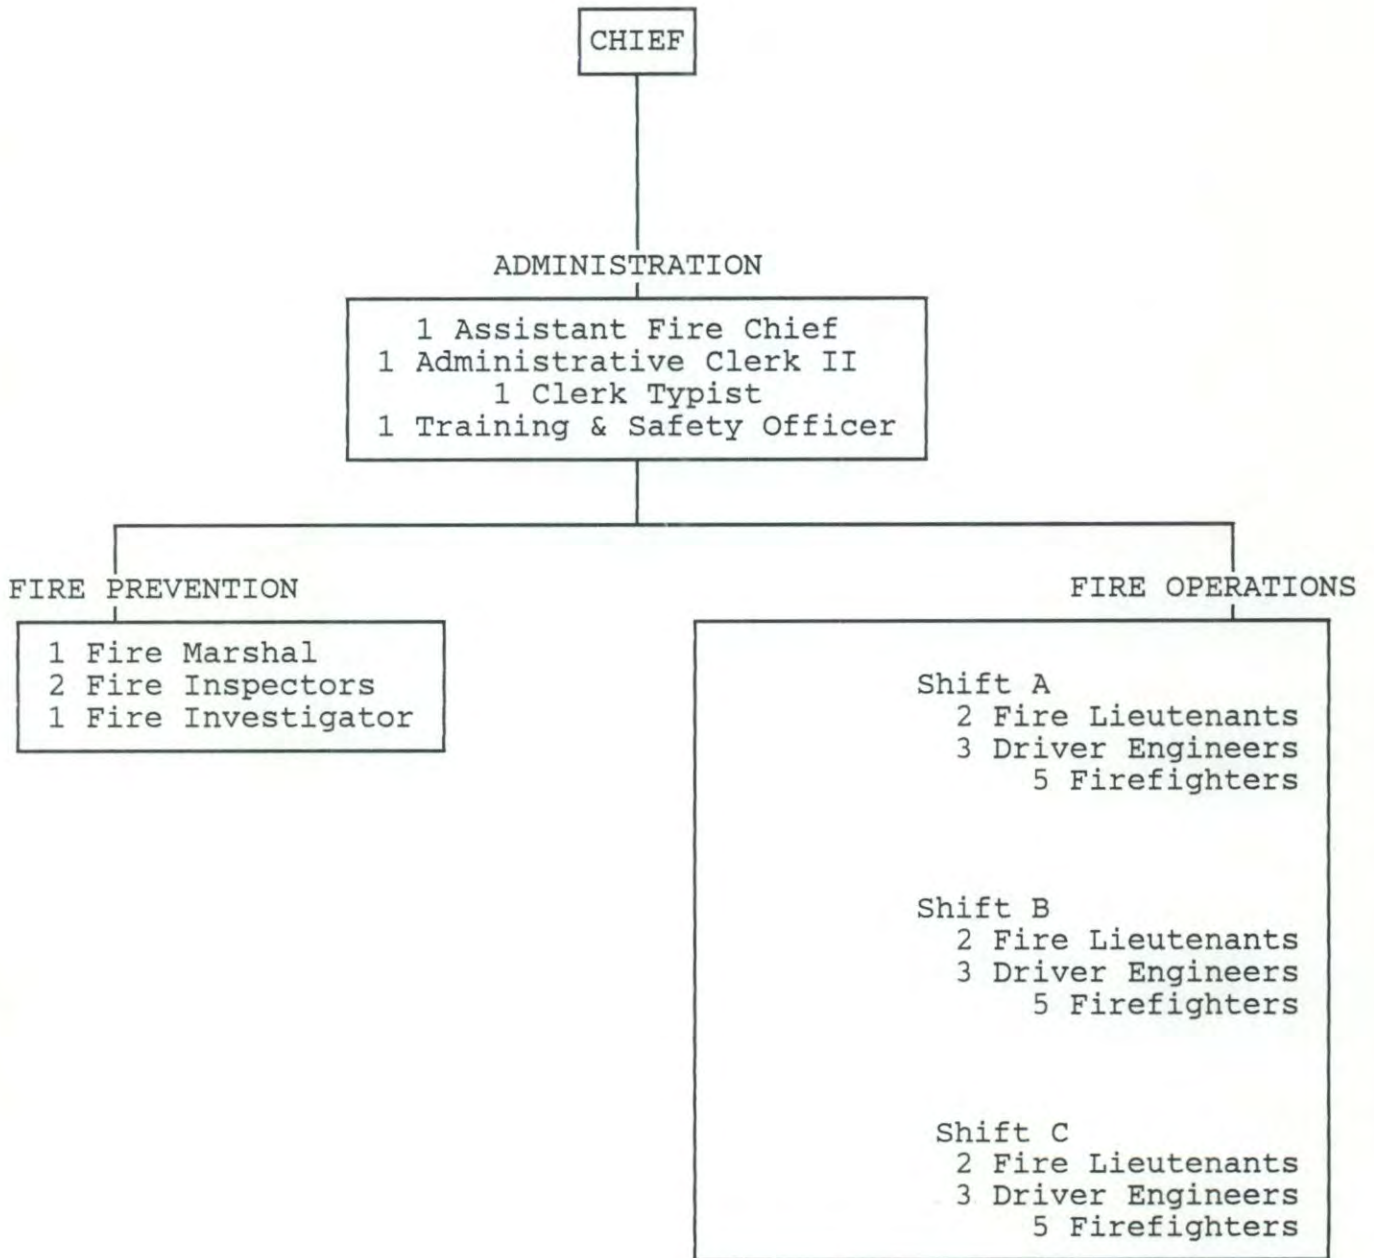 CHIEF
ADMINISTRATION
1 Assistant Fire Chief
1 Administrative Clerk II
1 Clerk Typist
1 Training & Safety Officer
FIRE PREVENTION
1 Fire Marshal
2 Fire Inspectors
1 Fire Investigator
FIRE OPERATIONS
Shift A
2 Fire Lieutenants
3 Driver Engineers
5 Firefighters
Shift B
2 Fire Lieutenants
3 Driver Engineers
5 Firefighters
Shift C
2 Fire Lieutenants
3 Driver Engineers
5 Firefighters